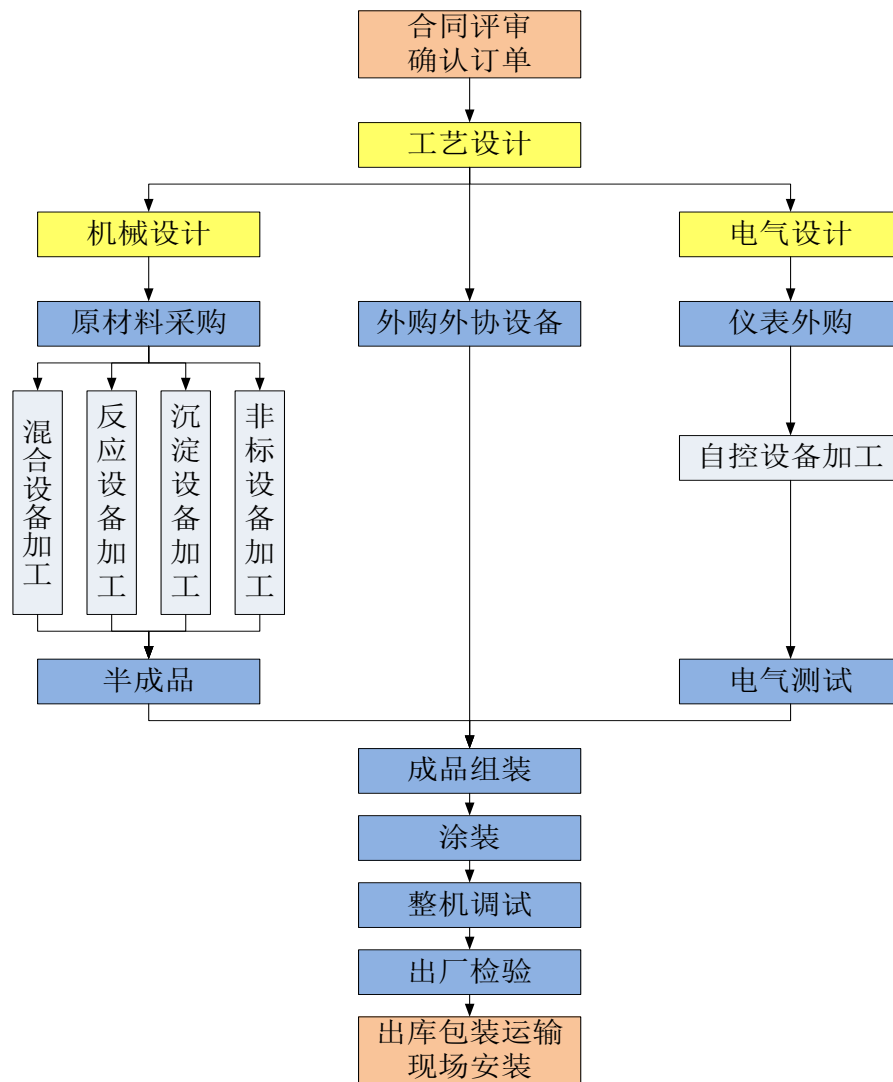 合同评审
确认订单
工艺设计
机械设计
电气设计
原材料采购
外购外协设备
仪表外购
混合设备加工
反应设备加工
沉淀设备加工
非标设备加工
自控设备加工
半成品
电气测试
成品组装
涂装
整机调试
出厂检验
出库包装运输
现场安装